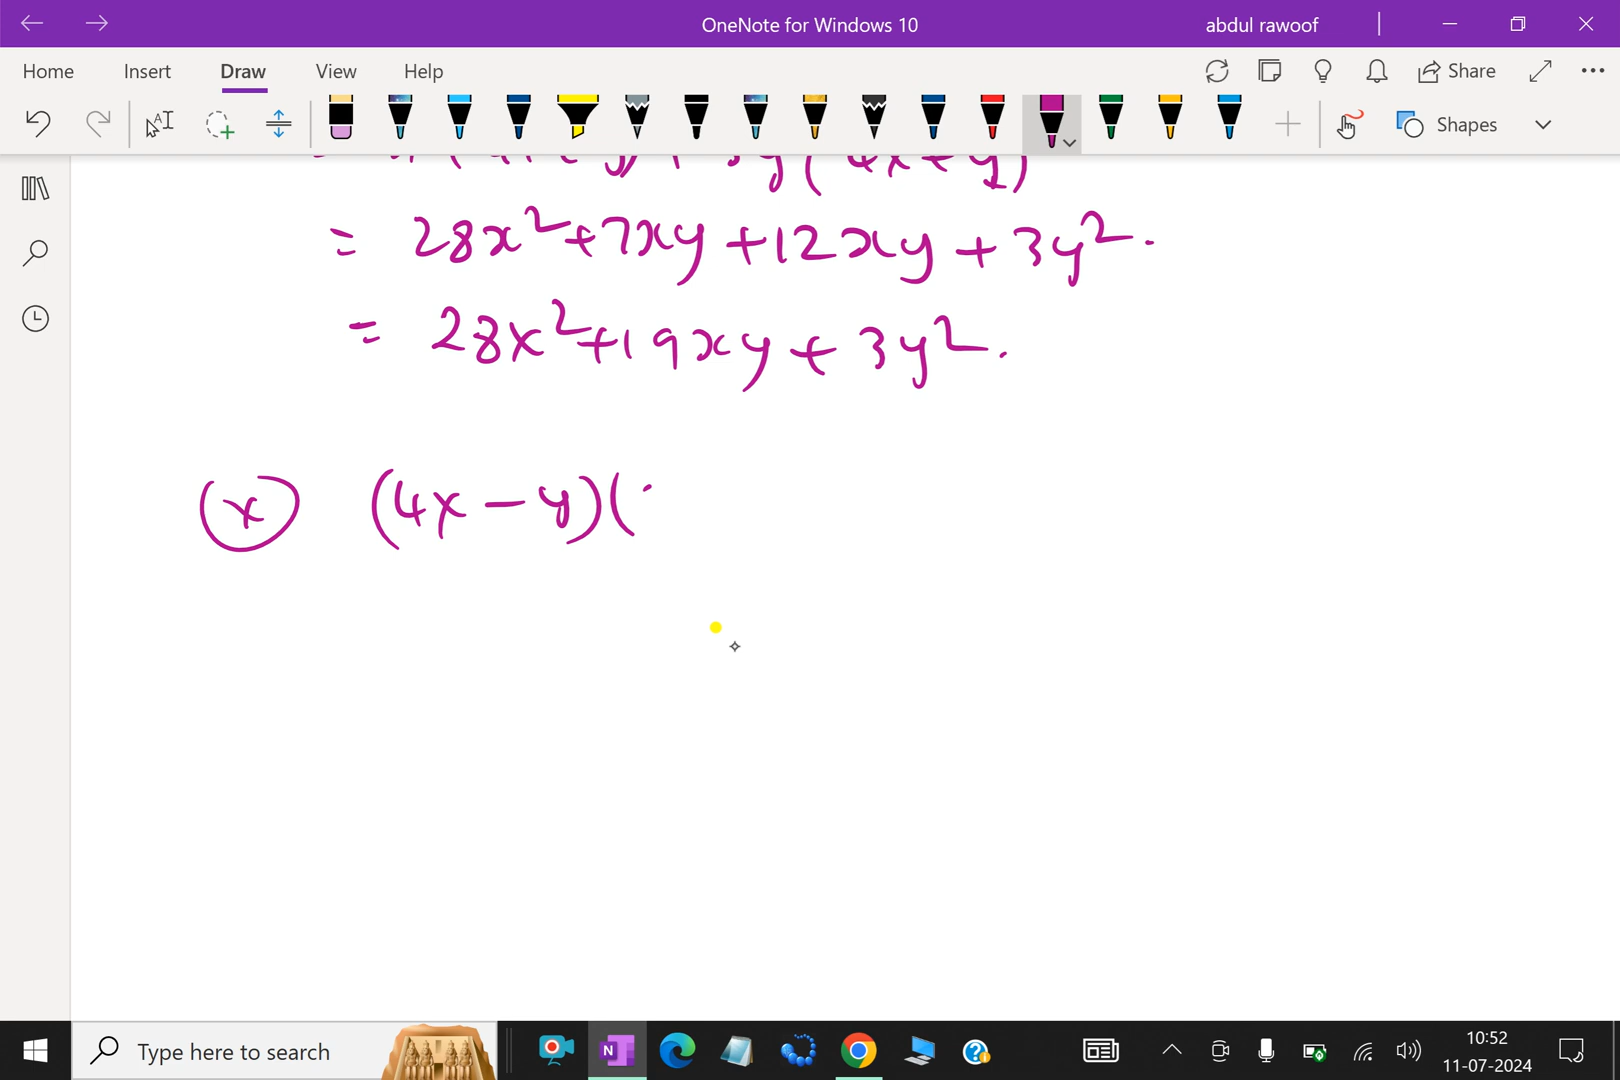 OneNote for Windows 10
abdul rawoof
Home Insert Draw View Help
Share
Shapes
= 28x²+7xy+12xy+3y².
= 28x²+19xy+3y².
(x) (4x-y)(
Type here to search
10:52
11-07-2024